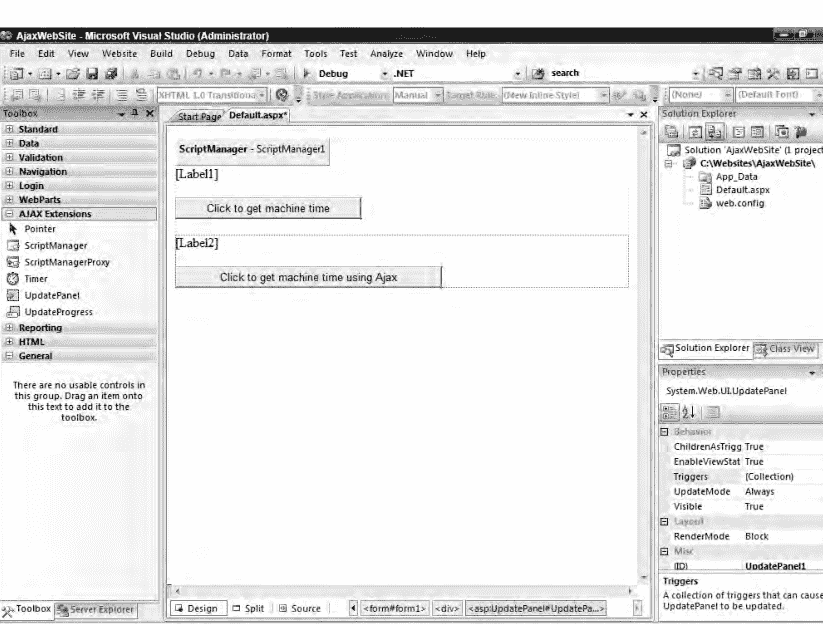 AjaxWebSite - Microsoft Visual Studio (Administrator)
File Edit View Website Build Debug Data Format Tools Test Analyze Window Help
Debug .NET search
XHTML 1.0 Transitiona Style Application: Manual Target Rule: (New Inline Style) (None) (Default Font)
Toolbox
Standard
Data
Validation
Navigation
Login
WebParts
AJAX Extensions
Pointer
ScriptManager
ScriptManagerProxy
Timer
UpdatePanel
UpdateProgress
Reporting
HTML
General
There are no usable controls in
this group. Drag an item onto
this text to add it to the
toolbox.
Toolbox Server Explorer
Start Page Default.aspx*
ScriptManager - ScriptManager1
[Label1]
Click to get machine time
[Label2]
Click to get machine time using Ajax
Design Split Source <form#form1> <div> <asp:UpdatePanel#UpdatePa...>
Solution Explorer
Solution 'AjaxWebSite' (1 project
C:\Websites\AjaxWebSite\
App_Data
Default.aspx
web.config
Solution Explorer Class View
Properties
System.Web.UI.UpdatePanel
Behavior
ChildrenAsTrigg True
EnableViewStat True
Triggers (Collection)
UpdateMode Always
Visible True
Layout
RenderMode Block
Misc
(ID) UpdatePanel1
Triggers
A collection of triggers that can cause
UpdatePanel to be updated.